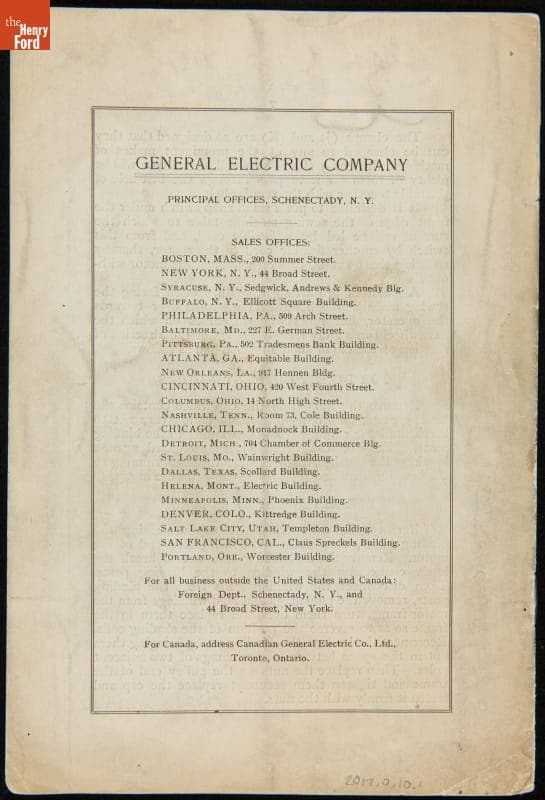 the
Henry
Ford
GENERAL ELECTRIC COMPANY
PRINCIPAL OFFICES, SCHENECTADY, N. Y.
SALES OFFICES:
BOSTON, MASS., 200 Summer Street.
NEW YORK, N. Y., 44 Broad Street.
SYRACUSE, N. Y., Sedgwick, Andrews & Kennedy Blg.
BUFFALO, N. Y., Ellicott Square Building.
PHILADELPHIA, PA., 509 Arch Street.
BALTIMORE, MD., 227 E. German Street.
PITTSBURG, PA., 502 Tradesmens Bank Building.
ATLANTA, GA., Equitable Building.
NEW ORLEANS, LA., 917 Hennen Bldg.
CINCINNATI, OHIO, 420 West Fourth Street.
COLUMBUS, OHIO, 14 North High Street.
NASHVILLE, TENN., Room 73, Cole Building.
CHICAGO, ILL., Monadnock Building.
DETROIT, MICH., 704 Chamber of Commerce Blg.
ST. LOUIS, MO., Wainwright Building.
DALLAS, TEXAS, Scollard Building.
HELENA, MONT., Electric Building.
MINNEAPOLIS, MINN., Phoenix Building.
DENVER, COLO., Kittredge Building.
SALT LAKE CITY, UTAH, Templeton Building.
SAN FRANCISCO, CAL., Claus Spreckels Building.
PORTLAND, ORE., Worcester Building.
For all business outside the United States and Canada:
Foreign Dept., Schenectady, N. Y., and
44 Broad Street, New York.
For Canada, address Canadian General Electric Co., Ltd.,
Toronto, Ontario.
2017.0.10.1